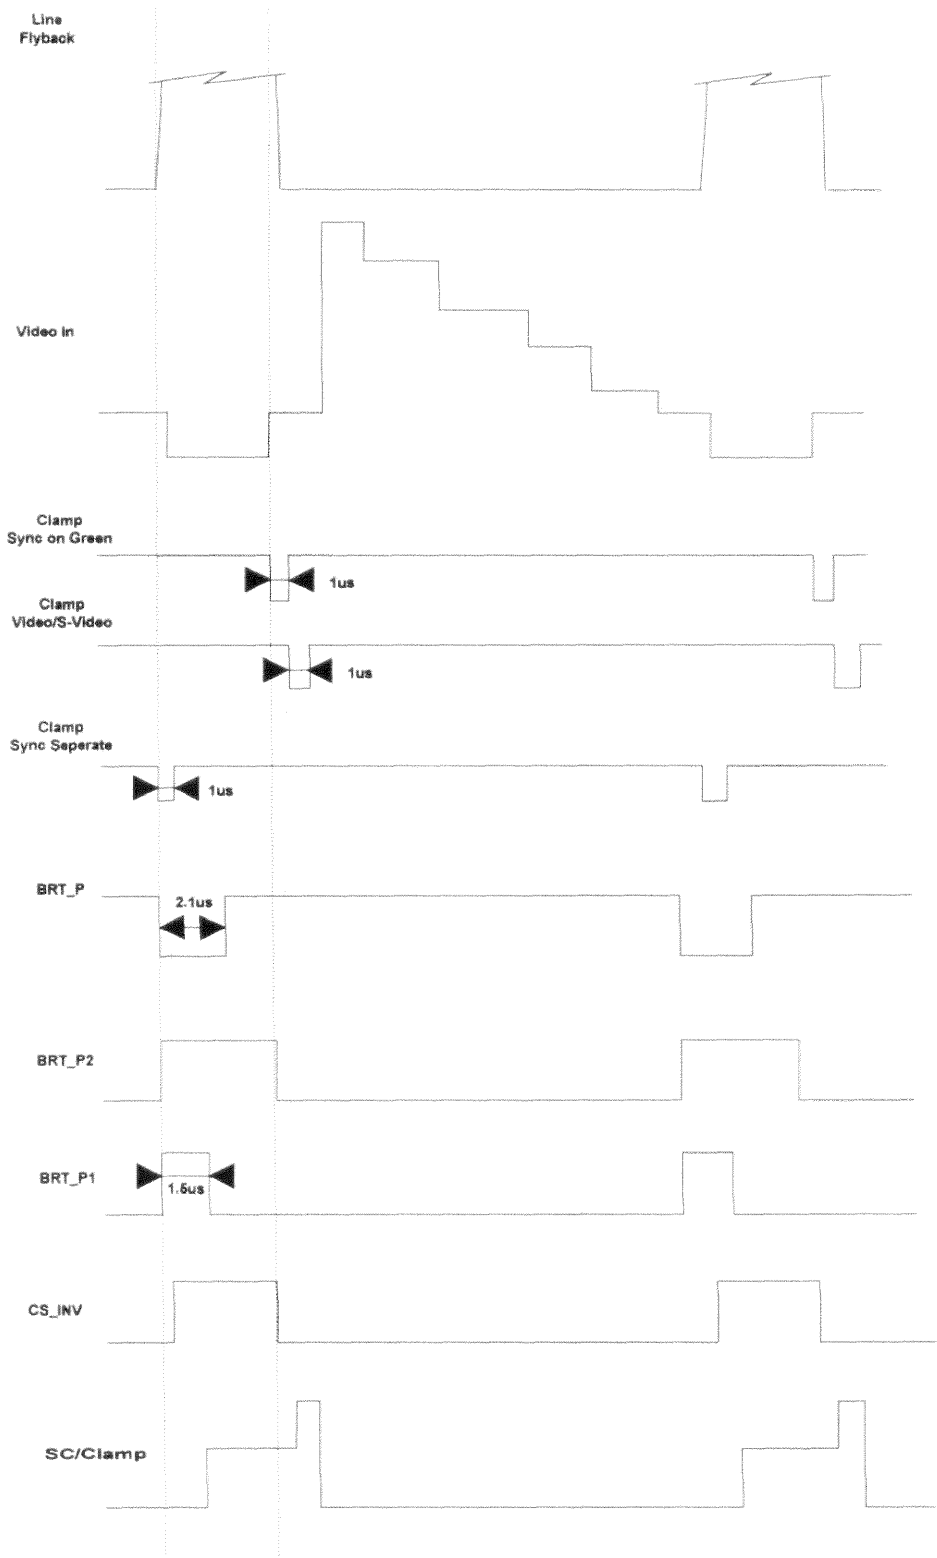 Line
Flyback
Video In
Clamp
Sync on Green
1us
Clamp
Video/S-Video
1us
Clamp
Sync Seperate
1us
BRT_P
2.1us
BRT_P2
BRT_P1
1.5us
CS_INV
SC/Clamp